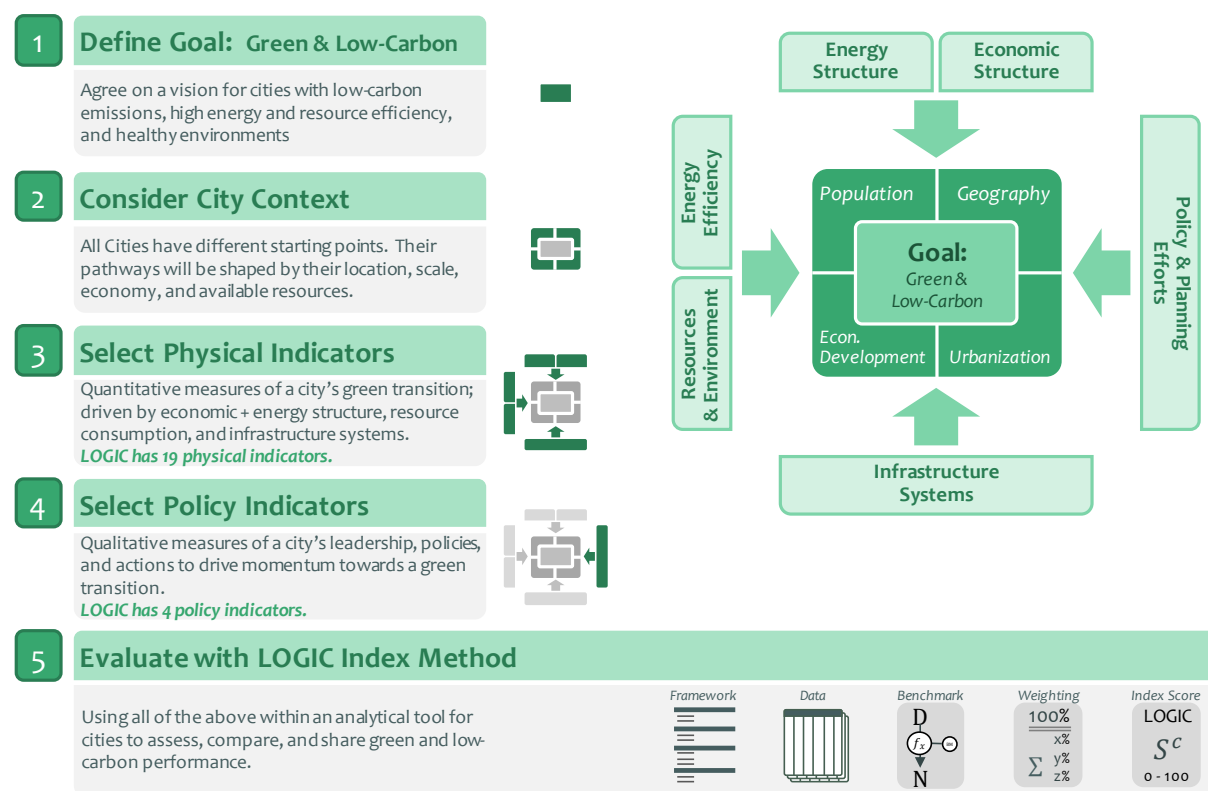 1
Define Goal: Green & Low-Carbon
Agree on a vision for cities with low-carbon
emissions, high energy and resource efficiency,
and healthy environments
2
Consider City Context
All Cities have different starting points. Their
pathways will be shaped by their location, scale,
economy, and available resources.
3
Select Physical Indicators
Quantitative measures of a city's green transition;
driven by economic + energy structure, resource
consumption, and infrastructure systems.
LOGIC has 19 physical indicators.
4
Select Policy Indicators
Qualitative measures of a city's leadership, policies,
and actions to drive momentum towards a green
transition.
LOGIC has 4 policy indicators.
Energy
Structure
Economic
Structure
Energy
Efficiency
Resources
& Environment
Population
Geography
Goal:
Green &
Low-Carbon
Econ.
Development
Urbanization
Policy & Planning
Efforts
Infrastructure
Systems
5
Evaluate with LOGIC Index Method
Using all of the above within an analytical tool for
cities to assess, compare, and share green and low-
carbon performance.
Framework
Data
Benchmark
D
fx
∞
N
Weighting
100%
x%
Σ y%
z%
Index Score
LOGIC
Sᶜ
0 - 100